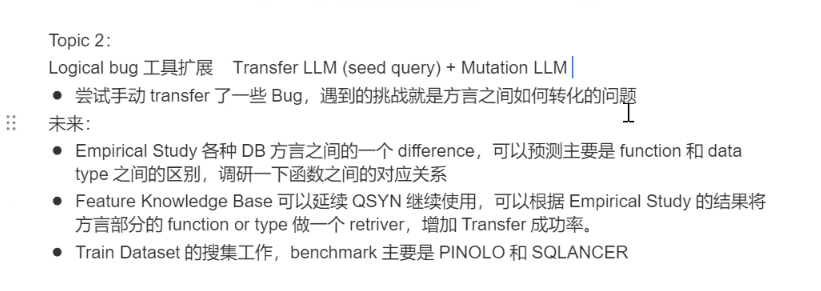 Topic 2：
Logical bug 工具扩展 Transfer LLM (seed query) + Mutation LLM
● 尝试手动 transfer 了一些 Bug，遇到的挑战就是方言之间如何转化的问题
未来：
● Empirical Study 各种 DB 方言之间的一个 difference，可以预测主要是 function 和 data
type 之间的区别，调研一下函数之间的对应关系
● Feature Knowledge Base 可以延续 QSYN 继续使用，可以根据 Empirical Study 的结果将
方言部分的 function or type 做一个 retriver，增加 Transfer 成功率。
● Train Dataset 的搜集工作，benchmark 主要是 PINOLO 和 SQLANCER